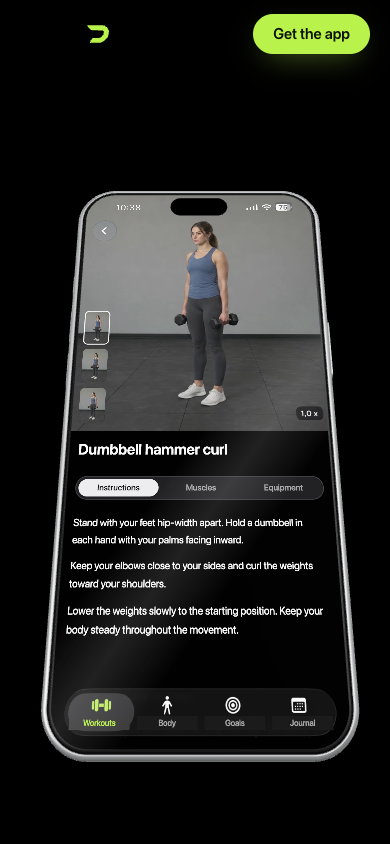 Get the app
10:38
79
1,0 x
Dumbbell hammer curl
Instructions Muscles Equipment
Stand with your feet hip-width apart. Hold a dumbbell in
each hand with your palms facing inward.
Keep your elbows close to your sides and curl the weights
toward your shoulders.
Lower the weights slowly to the starting position. Keep your
body steady throughout the movement.
Workouts Body Goals Journal